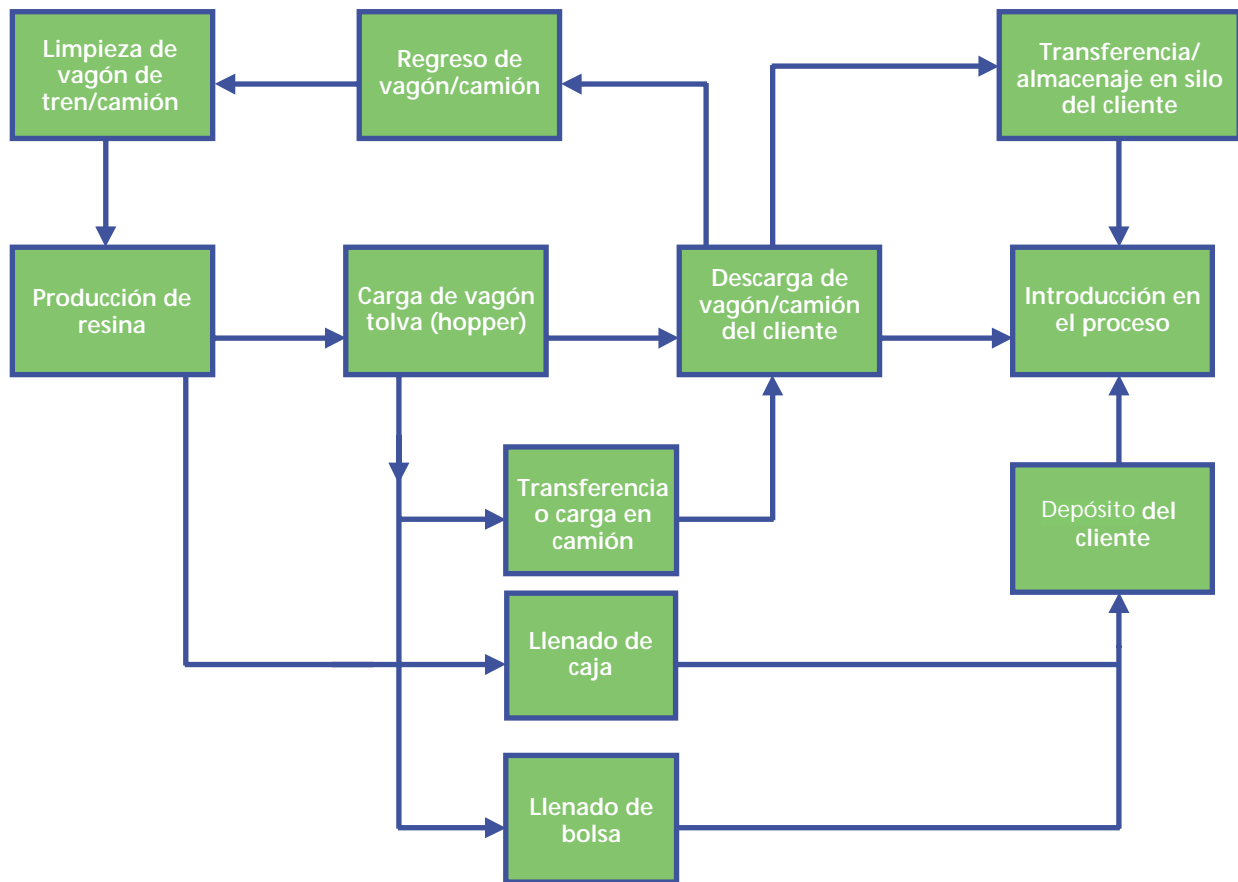 Limpieza de
vagón de
tren/camión
Regreso de
vagón/camión
Transferencia/
almacenaje en silo
del cliente
Producción de
resina
Carga de vagón
tolva (hopper)
Descarga de
vagón/camión
del cliente
Introducción en
el proceso
Transferencia
o carga en
camión
Depósito del
cliente
Llenado de
caja
Llenado de
bolsa